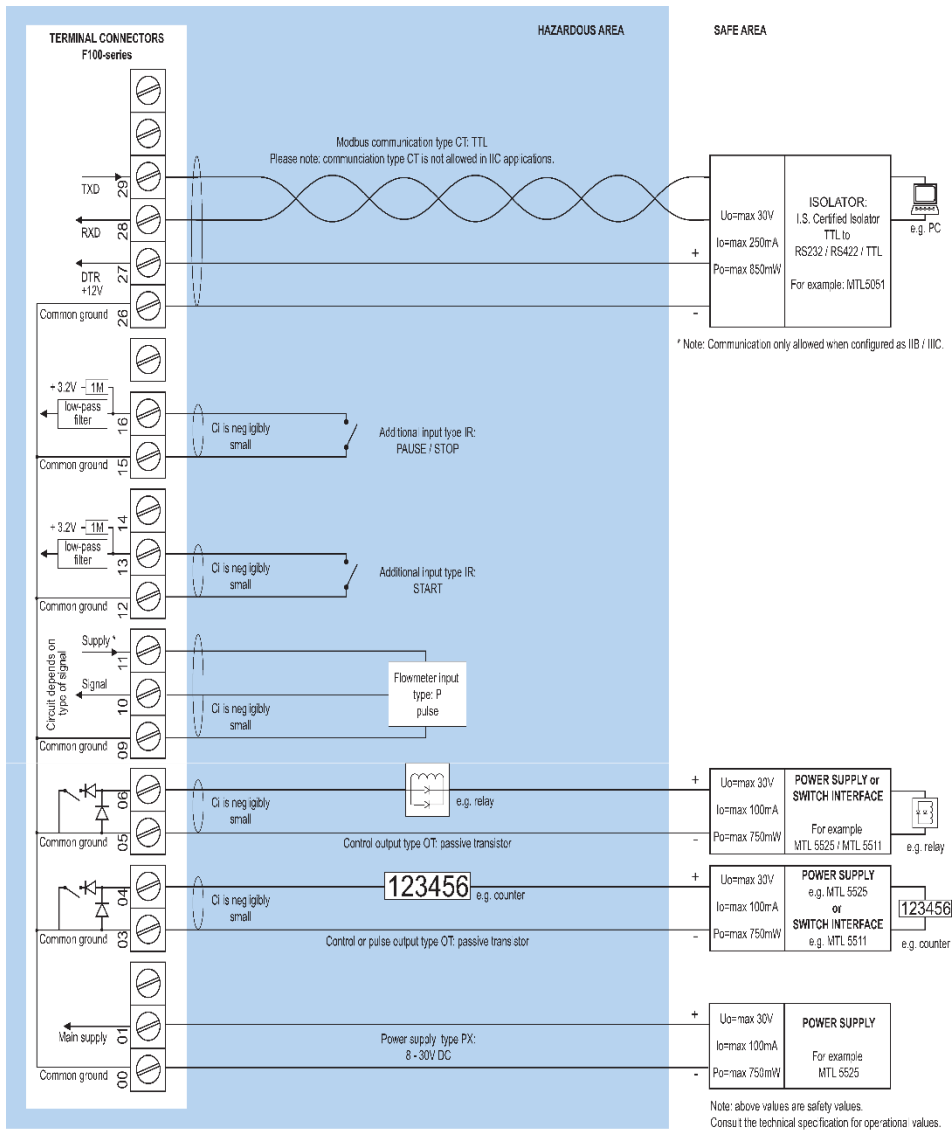 TERMINAL CONNECTORS
F100-series
HAZARDOUS AREA
SAFE AREA
Modbus communication type CT: TTL
Please note: communciation type CT is not allowed in IIC applications.
TXD
29
RXD
28
DTR
+12V
27
+
Common ground
26
-
Uo=max 30V
Io=max 250mA
Po=max 850mW
ISOLATOR:
I.S. Certified Isolator
TTL to
RS232 / RS422 / TTL
For example: MTL5051
e.g. PC
* Note: Communication only allowed when configured as IIB / IIIC.
+ 3.2V
1M
low-pass
filter
16
Ci is negligibly
small
Additional input type IR:
PAUSE / STOP
Common ground
15
14
+ 3.2V
1M
low-pass
filter
13
Ci is negligibly
small
Additional input type IR:
START
Common ground
12
Circuit depends on
type of signal
Supply *
11
Signal
10
Ci is negligibly
small
Flowmeter input
type: P
pulse
Common ground
09
06
Ci is negligibly
small
e.g. relay
+
Common ground
05
Control output type OT: passive transistor
-
Uo=max 30V
Io=max 100mA
Po=max 750mW
POWER SUPPLY or
SWITCH INTERFACE
For example
MTL 5525 / MTL 5511
e.g. relay
04
Ci is negligibly
small
123456
e.g. counter
+
Common ground
03
Control or pulse output type OT: passive transistor
-
Uo=max 30V
Io=max 100mA
Po=max 750mW
POWER SUPPLY
e.g. MTL 5525
or
SWITCH INTERFACE
e.g. MTL 5511
123456
e.g. counter
Main supply
01
+
Power supply type PX:
8 - 30V DC
Common ground
00
-
Uo=max 30V
Io=max 100mA
Po=max 750mW
POWER SUPPLY
For example
MTL 5525
Note: above values are safety values.
Consult the technical specification for operational values.